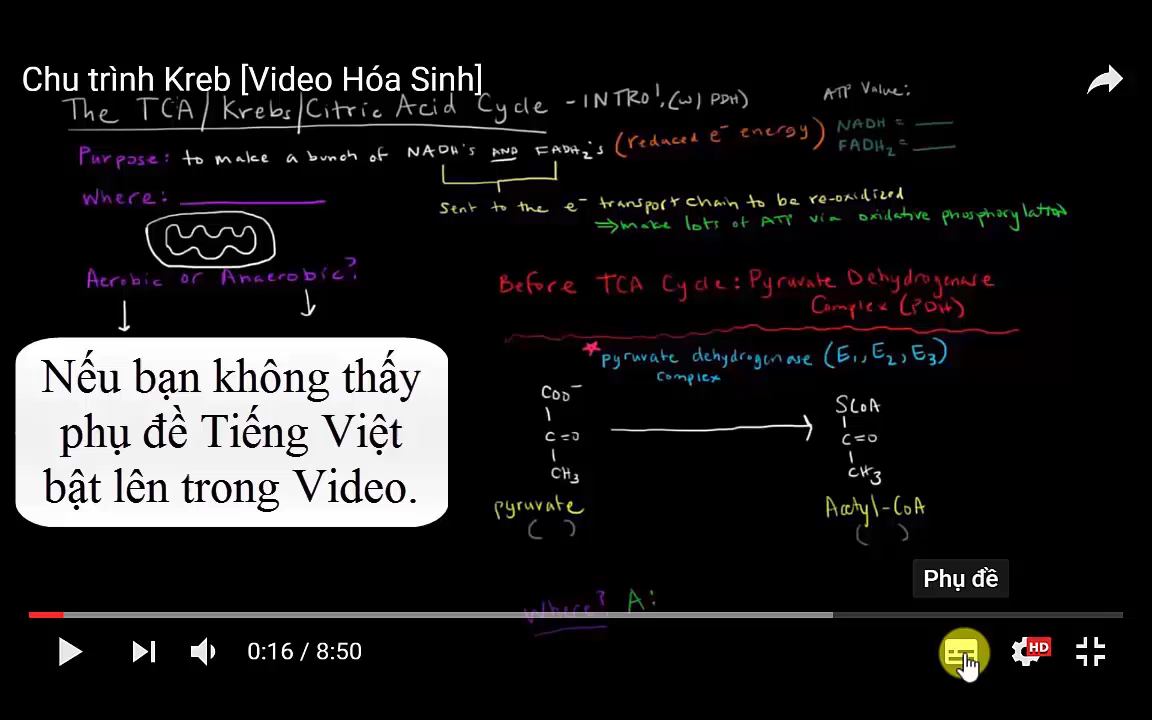 Chu trình Kreb [Video Hóa Sinh]
The TCA/Krebs/Citric Acid Cycle - INTRO!, (w/ PDH)
ATP Value:
NADH = ___
FADH2 = ___
Purpose: to make a bunch of NADH's AND FADH2's (reduced e- energy)
Where: ___
Sent to the e- transport chain to be re-oxidized
⇒ make lots of ATP via oxidative phosphorylation
Aerobic or Anaerobic?
Before TCA Cycle: Pyruvate Dehydrogenase
Complex (PDH)
* pyruvate dehydrogenase (E1, E2, E3)
complex
Nếu bạn không thấy
phụ đề Tiếng Việt
bật lên trong Video.
COO-
C=O
CH3
pyruvate
( )
SCoA
C=O
CH3
Acetyl-CoA
( )
Phụ đề
Where? A:
0:16 / 8:50
HD